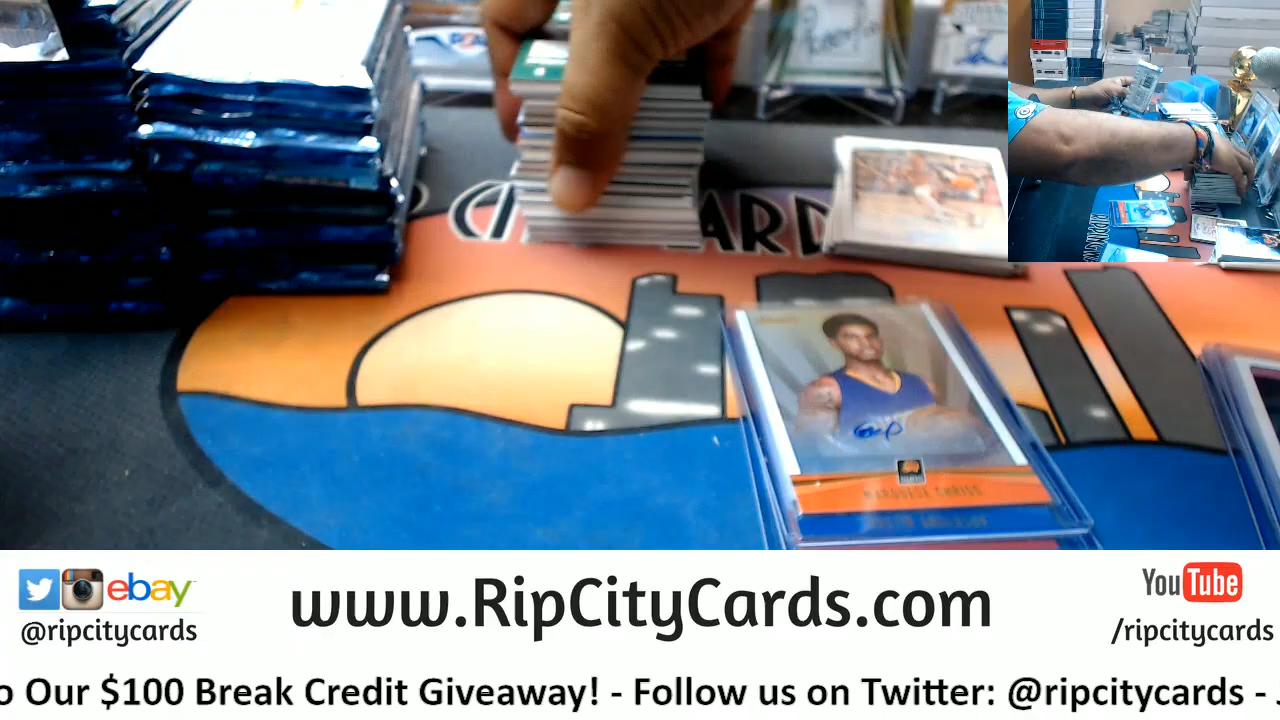 ARD
MARQUESE CHRISS
www.RipCityCards.com
ebay
@ripcitycards
YouTube
/ripcitycards
o Our $100 Break Credit Giveaway! - Follow us on Twitter: @ripcitycards -